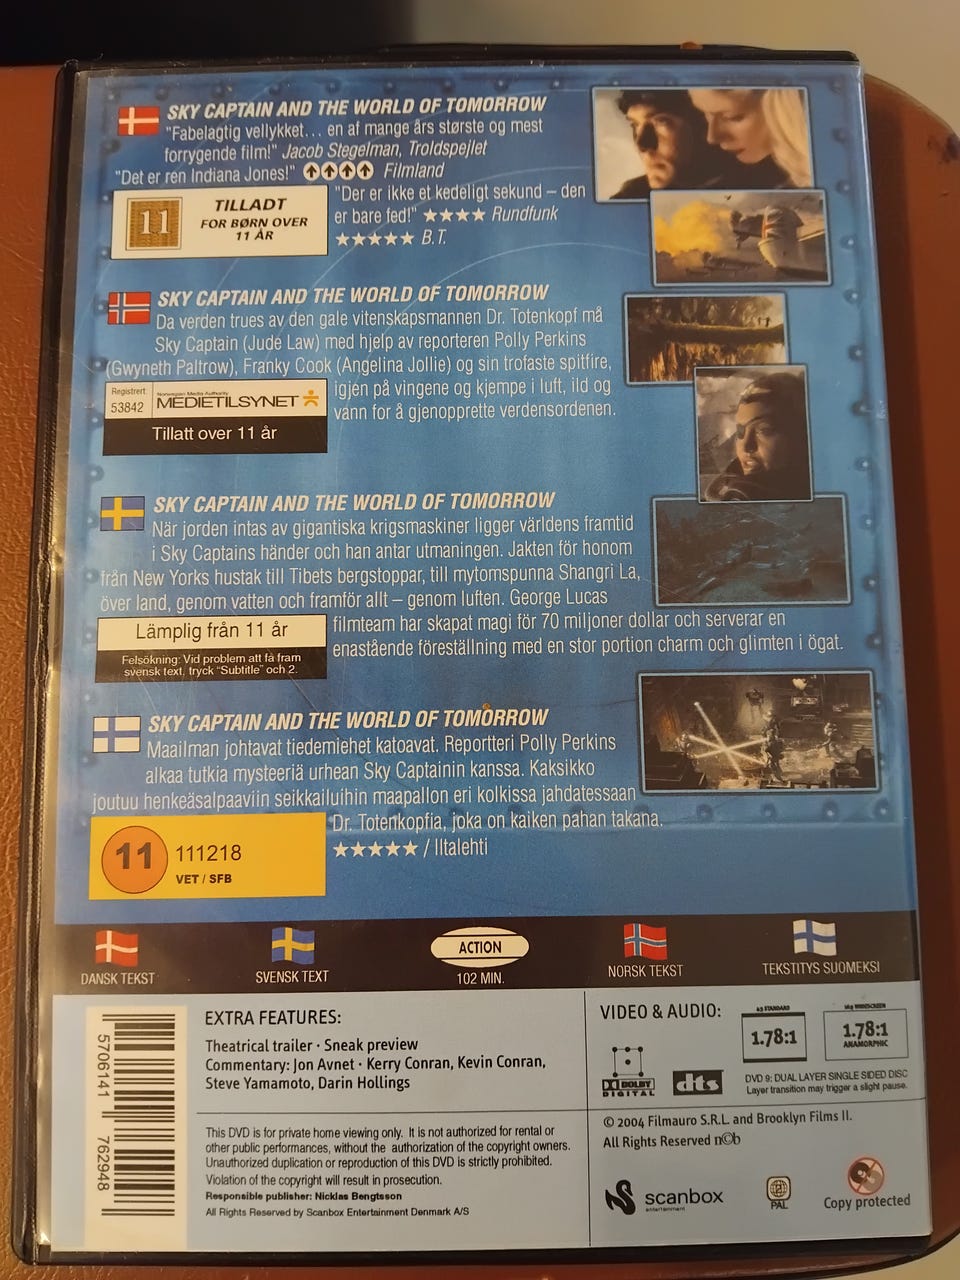 SKY CAPTAIN AND THE WORLD OF TOMORROW
"Fabelagtig vellykket... en af mange års største og mest
forrygende film!" Jacob Stegelman, Troldspejlet
"Det er ren Indiana Jones!" Filmland
"Der er ikke et kedeligt sekund – den
er bare fed!" ★★★★ Rundfunk
★★★★★ B.T.
11
TILLADT
FOR BØRN OVER
11 ÅR
SKY CAPTAIN AND THE WORLD OF TOMORROW
Da verden trues av den gale vitenskapsmannen Dr. Totenkopf må
Sky Captain (Jude Law) med hjelp av reporteren Polly Perkins
(Gwyneth Paltrow), Franky Cook (Angelina Jollie) og sin trofaste spitfire,
igjen på vingene og kjempe i luft, ild og
vann for å gjenopprette verdensordenen.
Registrert:
53842
Norwegian Media Authority
MEDIETILSYNET
Tillatt over 11 år
SKY CAPTAIN AND THE WORLD OF TOMORROW
När jorden intas av gigantiska krigsmaskiner ligger världens framtid
i Sky Captains händer och han antar utmaningen. Jakten för honom
från New Yorks hustak till Tibets bergstoppar, till mytomspunna Shangri La,
över land, genom vatten och framför allt – genom luften. George Lucas
filmteam har skapat magi för 70 miljoner dollar och serverar en
enastående föreställning med en stor portion charm och glimten i ögat.
Lämplig från 11 år
Felsökning: Vid problem att få fram
svensk text, tryck "Subtitle" och 2.
SKY CAPTAIN AND THE WORLD OF TOMORROW
Maailman johtavat tiedemiehet katoavat. Reportteri Polly Perkins
alkaa tutkia mysteeriä urhean Sky Captainin kanssa. Kaksikko
joutuu henkeäsalpaaviin seikkailuihin maapallon eri kolkissa jahdatessaan
Dr. Totenkopfia, joka on kaiken pahan takana.
★★★★★ / Iltalehti
11
111218
VET / SFB
DANSK TEKST
SVENSK TEXT
ACTION
102 MIN.
NORSK TEKST
TEKSTITYS SUOMEKSI
5706141 762948
EXTRA FEATURES:
Theatrical trailer · Sneak preview
Commentary: Jon Avnet · Kerry Conran, Kevin Conran,
Steve Yamamoto, Darin Hollings
This DVD is for private home viewing only. It is not authorized for rental or
other public performances, without the authorization of the copyright owners.
Unauthorized duplication or reproduction of this DVD is strictly prohibited.
Violation of the copyright will result in prosecution.
Responsible publisher: Nicklas Bengtsson
All Rights Reserved by Scanbox Entertainment Denmark A/S
VIDEO & AUDIO:
DOLBY
DIGITAL
dts
4:3 STANDARD
1.78:1
16:9 WIDESCREEN
1.78:1
ANAMORPHIC
DVD 9: DUAL LAYER SINGLE SIDED DISC
Layer transition may trigger a slight pause.
© 2004 Filmauro S.R.L. and Brooklyn Films II.
All Rights Reserved n©b
scanbox
entertainment
2
PAL
Copy protected